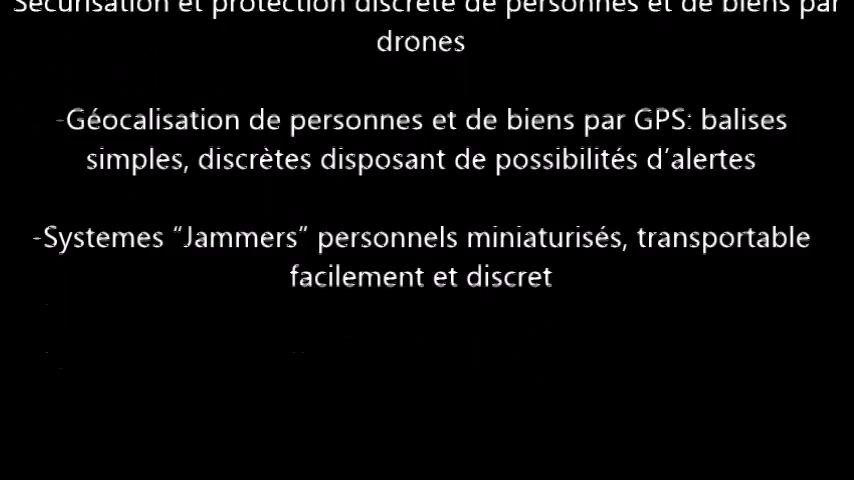 Sécurisation et protection discrète de personnes et de biens par
drones
-Géocalisation de personnes et de biens par GPS: balises
simples, discrètes disposant de possibilités d’alertes
-Systemes “Jammers” personnels miniaturisés, transportable
facilement et discret